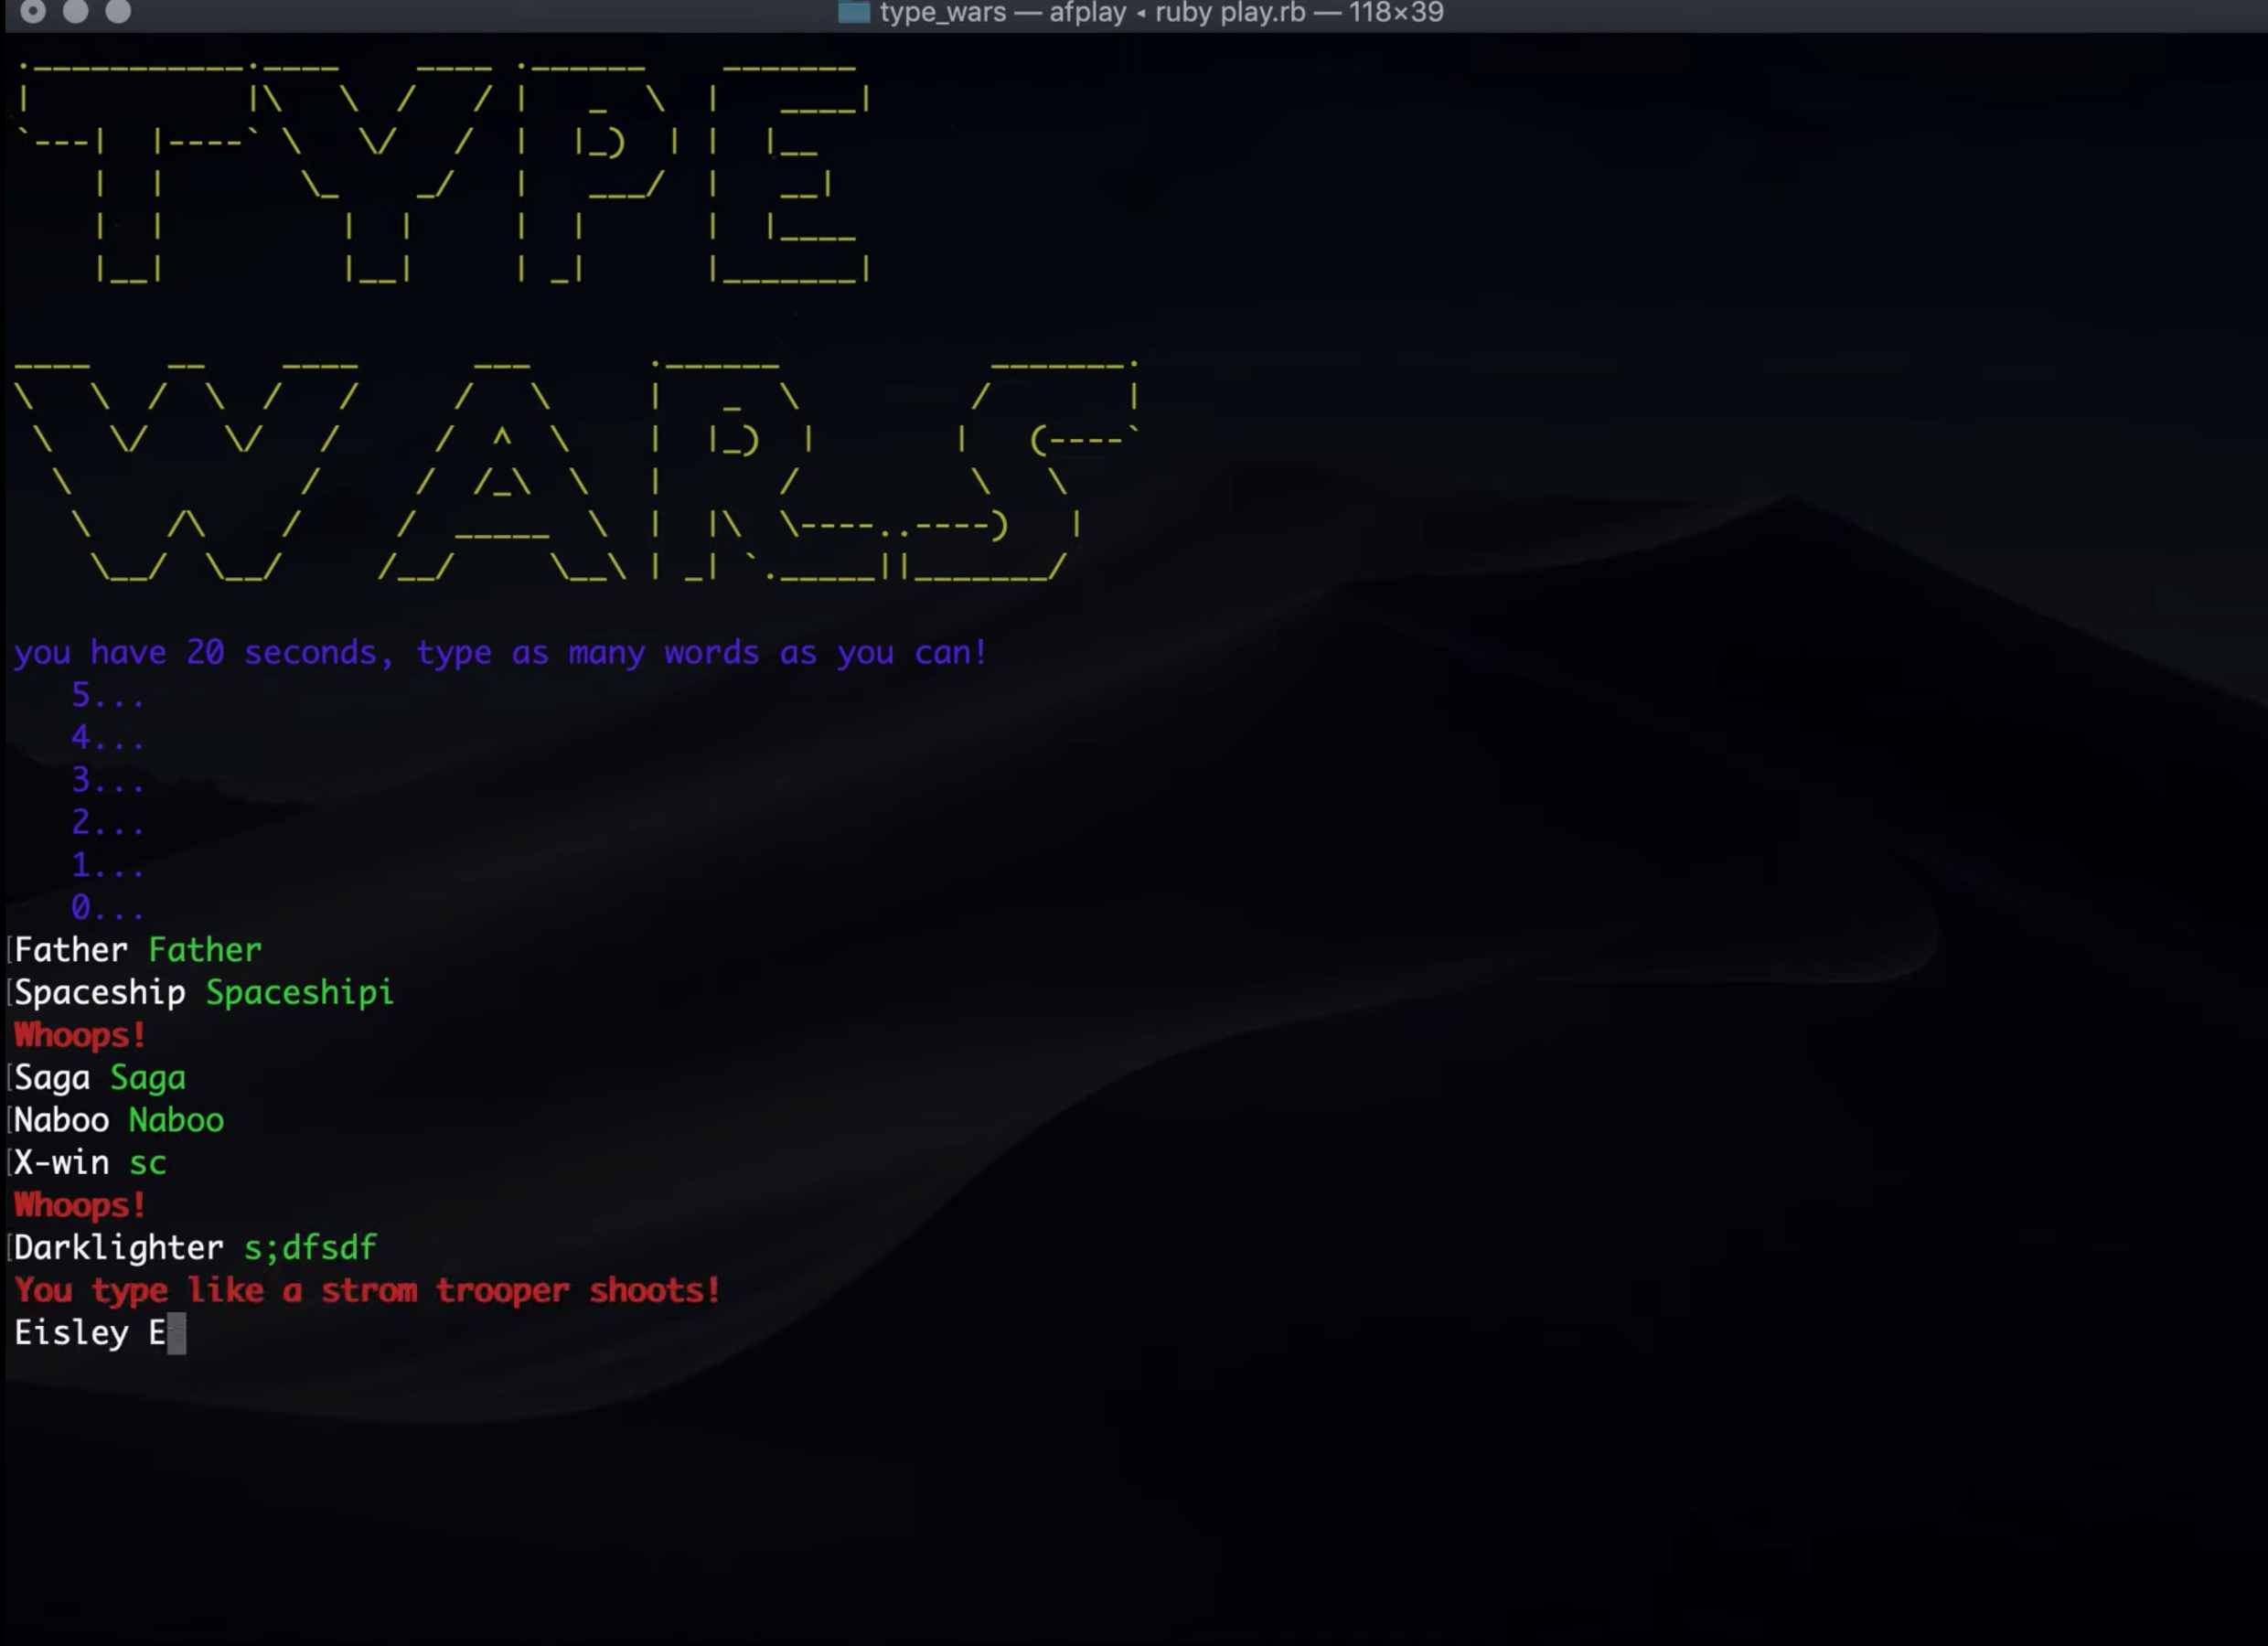 type_wars — afplay ◂ ruby play.rb — 118×39
TYPE
WARS
you have 20 seconds, type as many words as you can!
5...
4...
3...
2...
1...
0...
[Father Father
[Spaceship Spaceshipi
Whoops!
[Saga Saga
[Naboo Naboo
[X-win sc
Whoops!
[Darklighter s;dfsdf
You type like a strom trooper shoots!
Eisley E